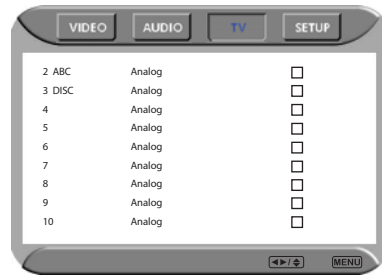 VIDEO AUDIO TV SETUP
2 ABC Analog
3 DISC Analog
4 Analog
5 Analog
6 Analog
7 Analog
8 Analog
9 Analog
10 Analog
◄►/▲▼ MENU